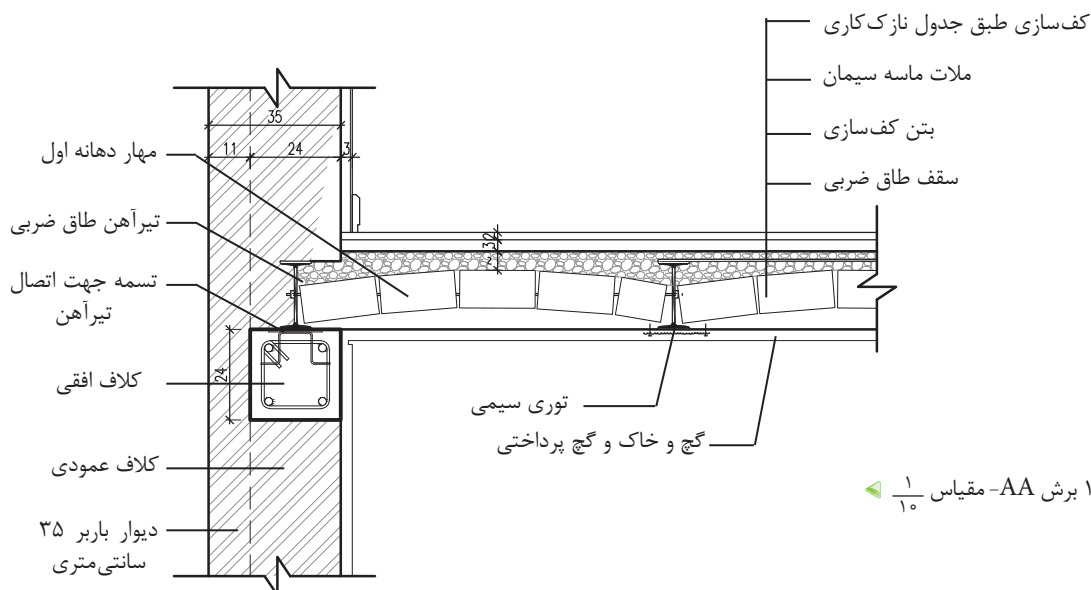 کف‌سازی طبق جدول نازک‌کاری
ملات ماسه سیمان
بتن کف‌سازی
سقف طاق ضربی
35
11
24
3
مهار دهانه اول
تیرآهن طاق ضربی
تسمه جهت اتصال
تیرآهن
کلاف افقی
24
کلاف عمودی
دیوار باربر ۳۵
سانتی‌متری
2
3
توری سیمی
گچ و خاک و گچ پرداختی
۱ برش AA- مقیاس ۱/۱۰